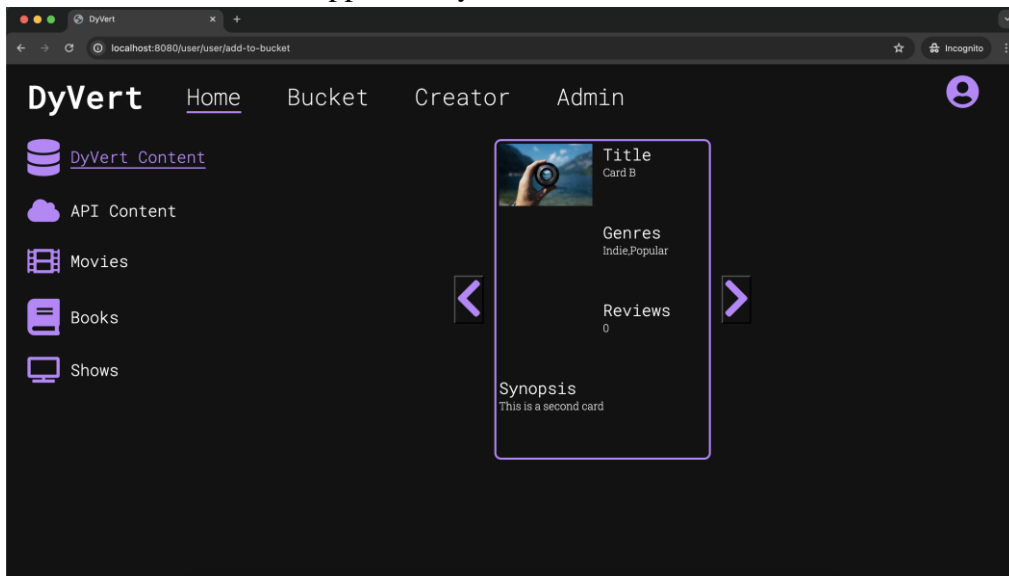 DyVert
localhost:8080/user/user/add-to-bucket
Incognito
DyVert Home Bucket Creator Admin
DyVert Content
API Content
Movies
Books
Shows
Title
Card B
Genres
Indie,Popular
Reviews
0
Synopsis
This is a second card